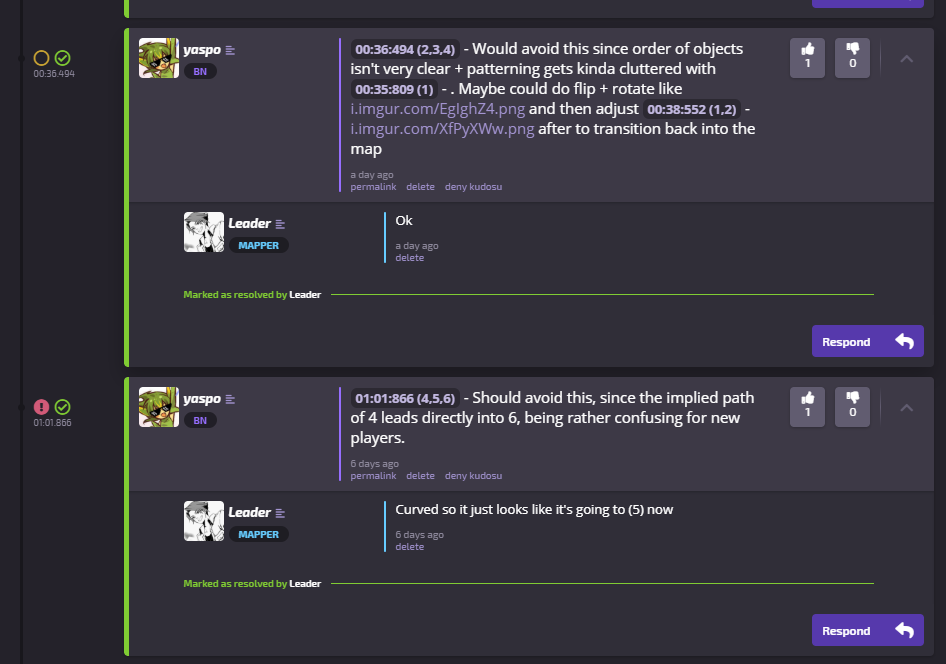 00:36.494
yaspo
BN
00:36:494 (2,3,4) - Would avoid this since order of objects
isn't very clear + patterning gets kinda cluttered with
00:35:809 (1) - . Maybe could do flip + rotate like
i.imgur.com/EgIghZ4.png and then adjust 00:38:552 (1,2) -
i.imgur.com/XfPyXWw.png after to transition back into the
map
a day ago
permalink delete deny kudosu
1
0
Leader
MAPPER
Ok
a day ago
delete
Marked as resolved by Leader
Respond
01:01.866
yaspo
BN
01:01:866 (4,5,6) - Should avoid this, since the implied path
of 4 leads directly into 6, being rather confusing for new
players.
6 days ago
permalink delete deny kudosu
1
0
Leader
MAPPER
Curved so it just looks like it's going to (5) now
6 days ago
delete
Marked as resolved by Leader
Respond